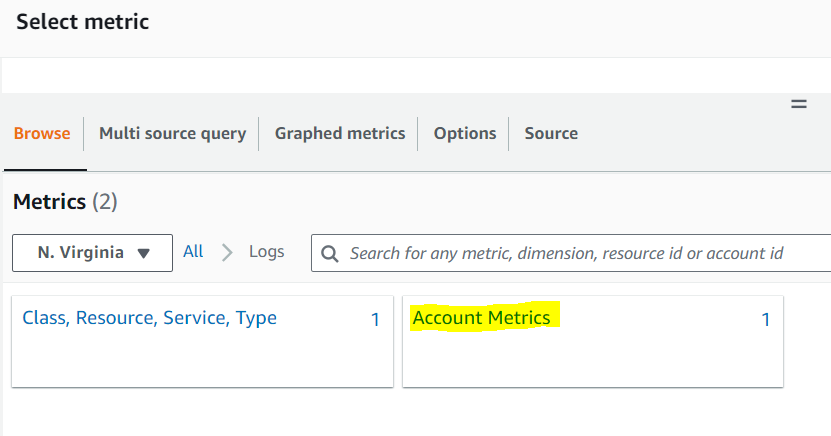 Select metric
Browse Multi source query Graphed metrics Options Source
Metrics (2)
N. Virginia All Logs Search for any metric, dimension, resource id or account id
Class, Resource, Service, Type 1 Account Metrics 1